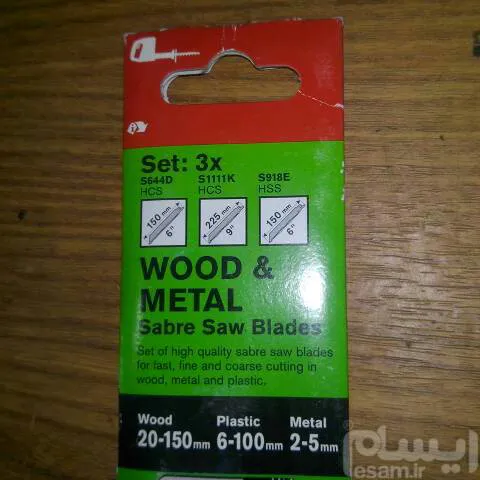 Set: 3x
S644D S1111K S918E
HCS HCS HSS
150 mm 225 mm 150 mm
6" 9" 6"
WOOD &
METAL
Sabre Saw Blades
Set of high quality sabre saw blades
for fast, fine and coarse cutting in
wood, metal and plastic.
Wood Plastic Metal
20-150mm 6-100mm 2-5mm
ایسام
esam.ir